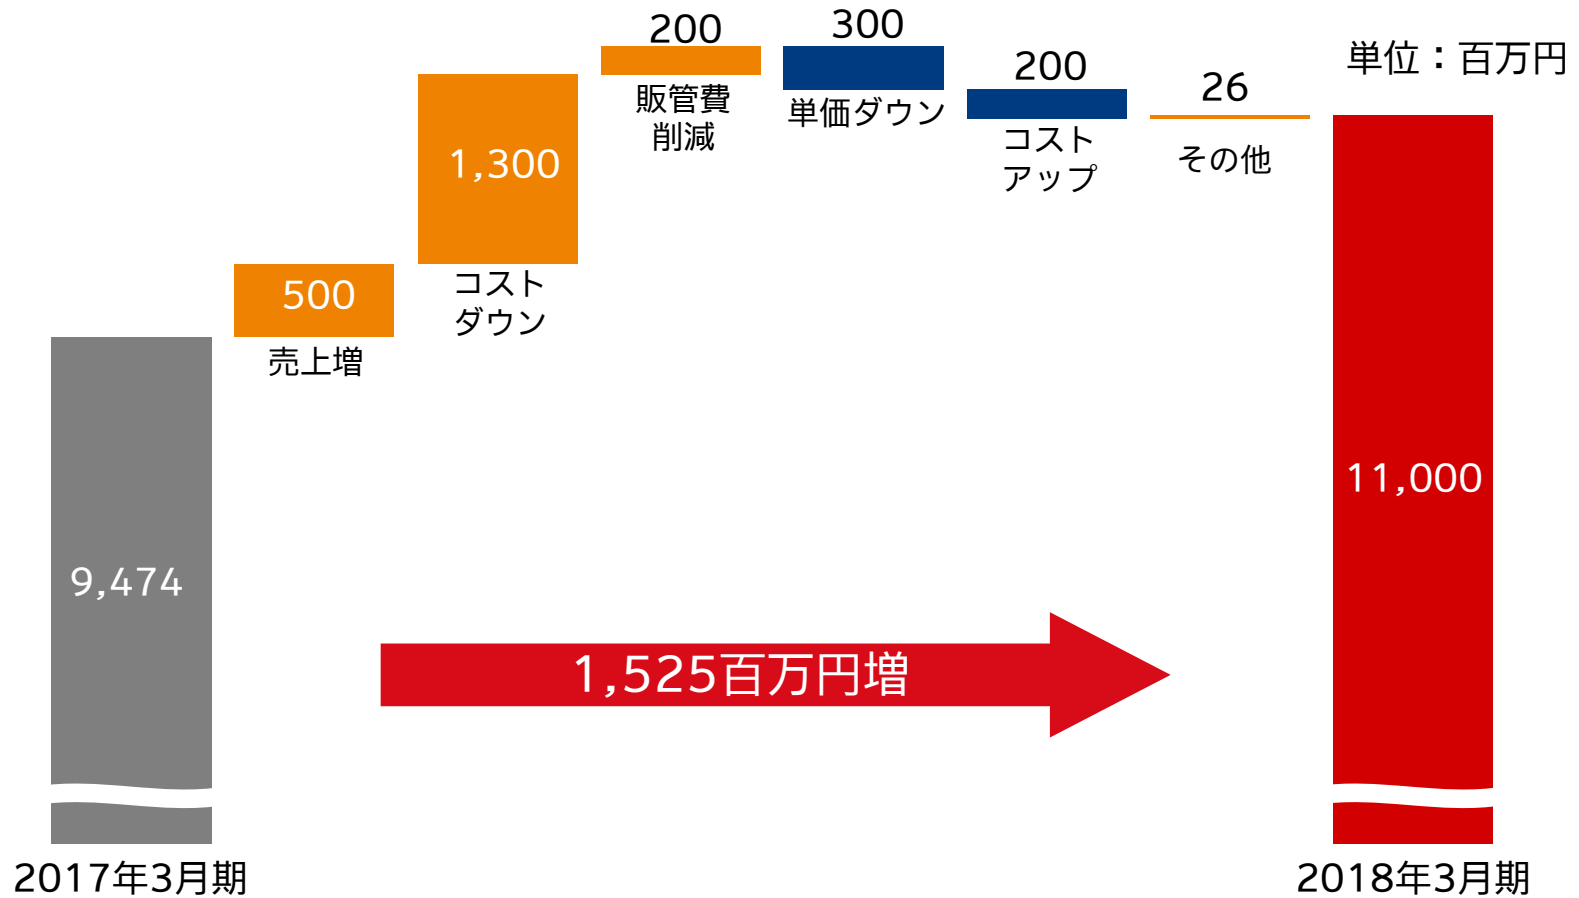 単位：百万円
9,474
2017年3月期
500
売上増
1,300
コスト
ダウン
200
販管費
削減
300
単価ダウン
200
コスト
アップ
26
その他
11,000
2018年3月期
1,525百万円増